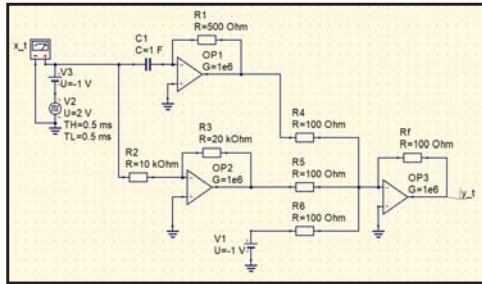 x_t
V3
U=-1 V
V2
U=2 V
TH=0.5 ms
TL=0.5 ms
C1
C=1 F
R1
R=500 Ohm
OP1
G=1e6
R2
R=10 kOhm
R3
R=20 kOhm
OP2
G=1e6
R4
R=100 Ohm
R5
R=100 Ohm
R6
R=100 Ohm
V1
U=-1 V
Rf
R=100 Ohm
OP3
G=1e6
y_t